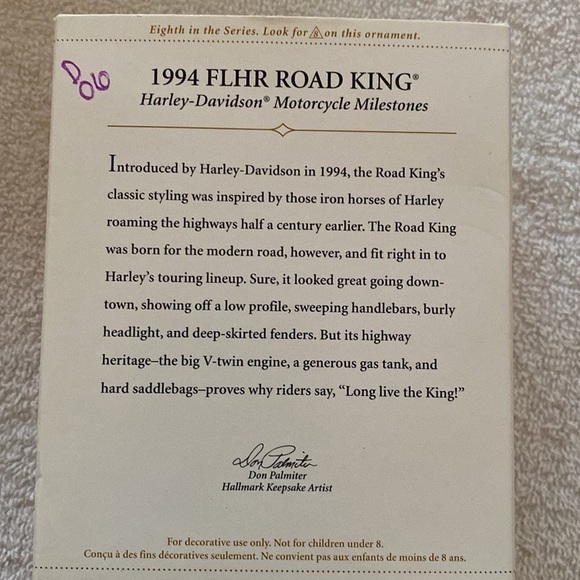 Eighth in the Series. Look for 8 on this ornament.
D06
1994 FLHR ROAD KING®
Harley-Davidson® Motorcycle Milestones
Introduced by Harley-Davidson in 1994, the Road King's
classic styling was inspired by those iron horses of Harley
roaming the highways half a century earlier. The Road King
was born for the modern road, however, and fit right in to
Harley's touring lineup. Sure, it looked great going down-
town, showing off a low profile, sweeping handlebars, burly
headlight, and deep-skirted fenders. But its highway
heritage–the big V-twin engine, a generous gas tank, and
hard saddlebags–proves why riders say, "Long live the King!"
Don Palmiter
Don Palmiter
Hallmark Keepsake Artist
For decorative use only. Not for children under 8.
Conçu à des fins décoratives seulement. Ne convient pas aux enfants de moins de 8 ans.